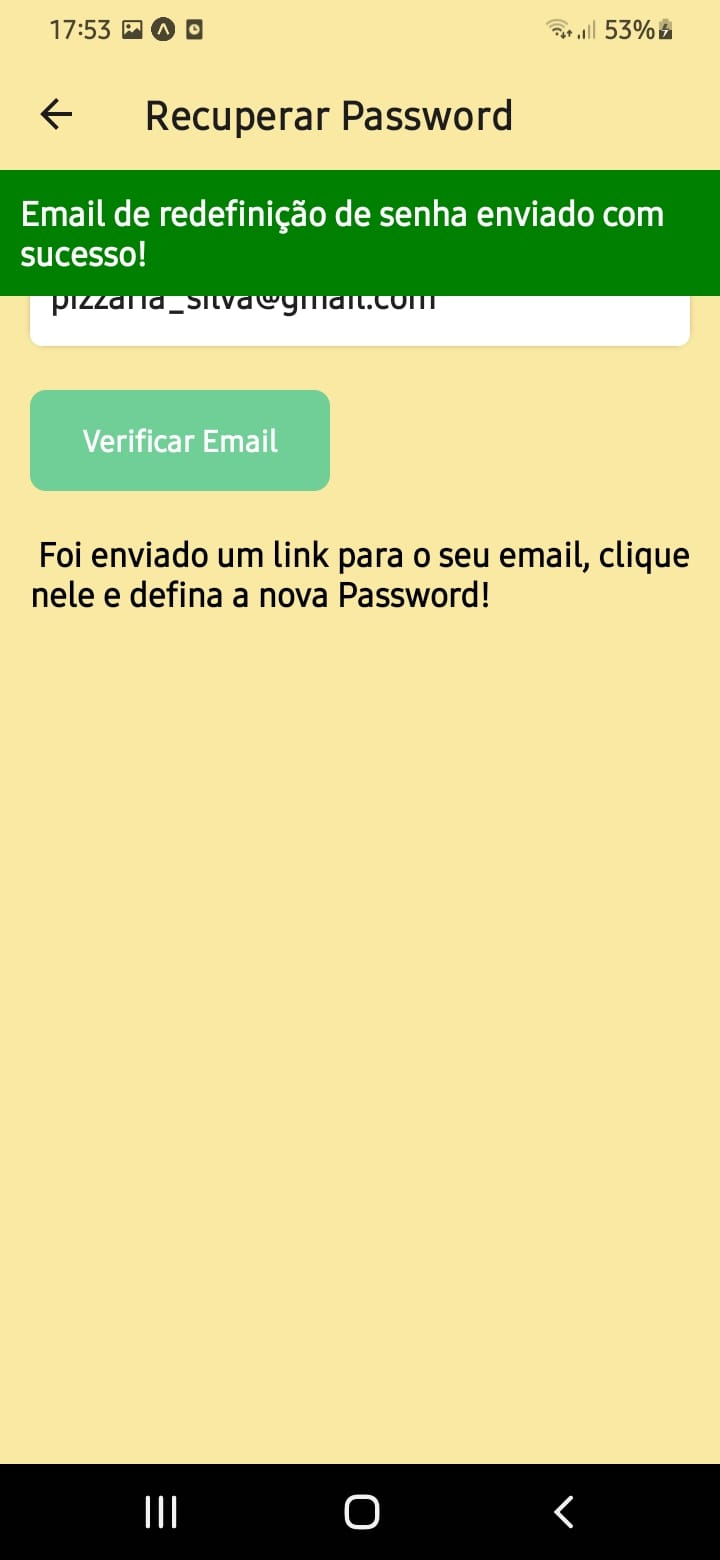 17:53
53%
Recuperar Password
Email de redefinição de senha enviado com
sucesso!
pizzaria_silva@gmail.com
Verificar Email
Foi enviado um link para o seu email, clique
nele e defina a nova Password!